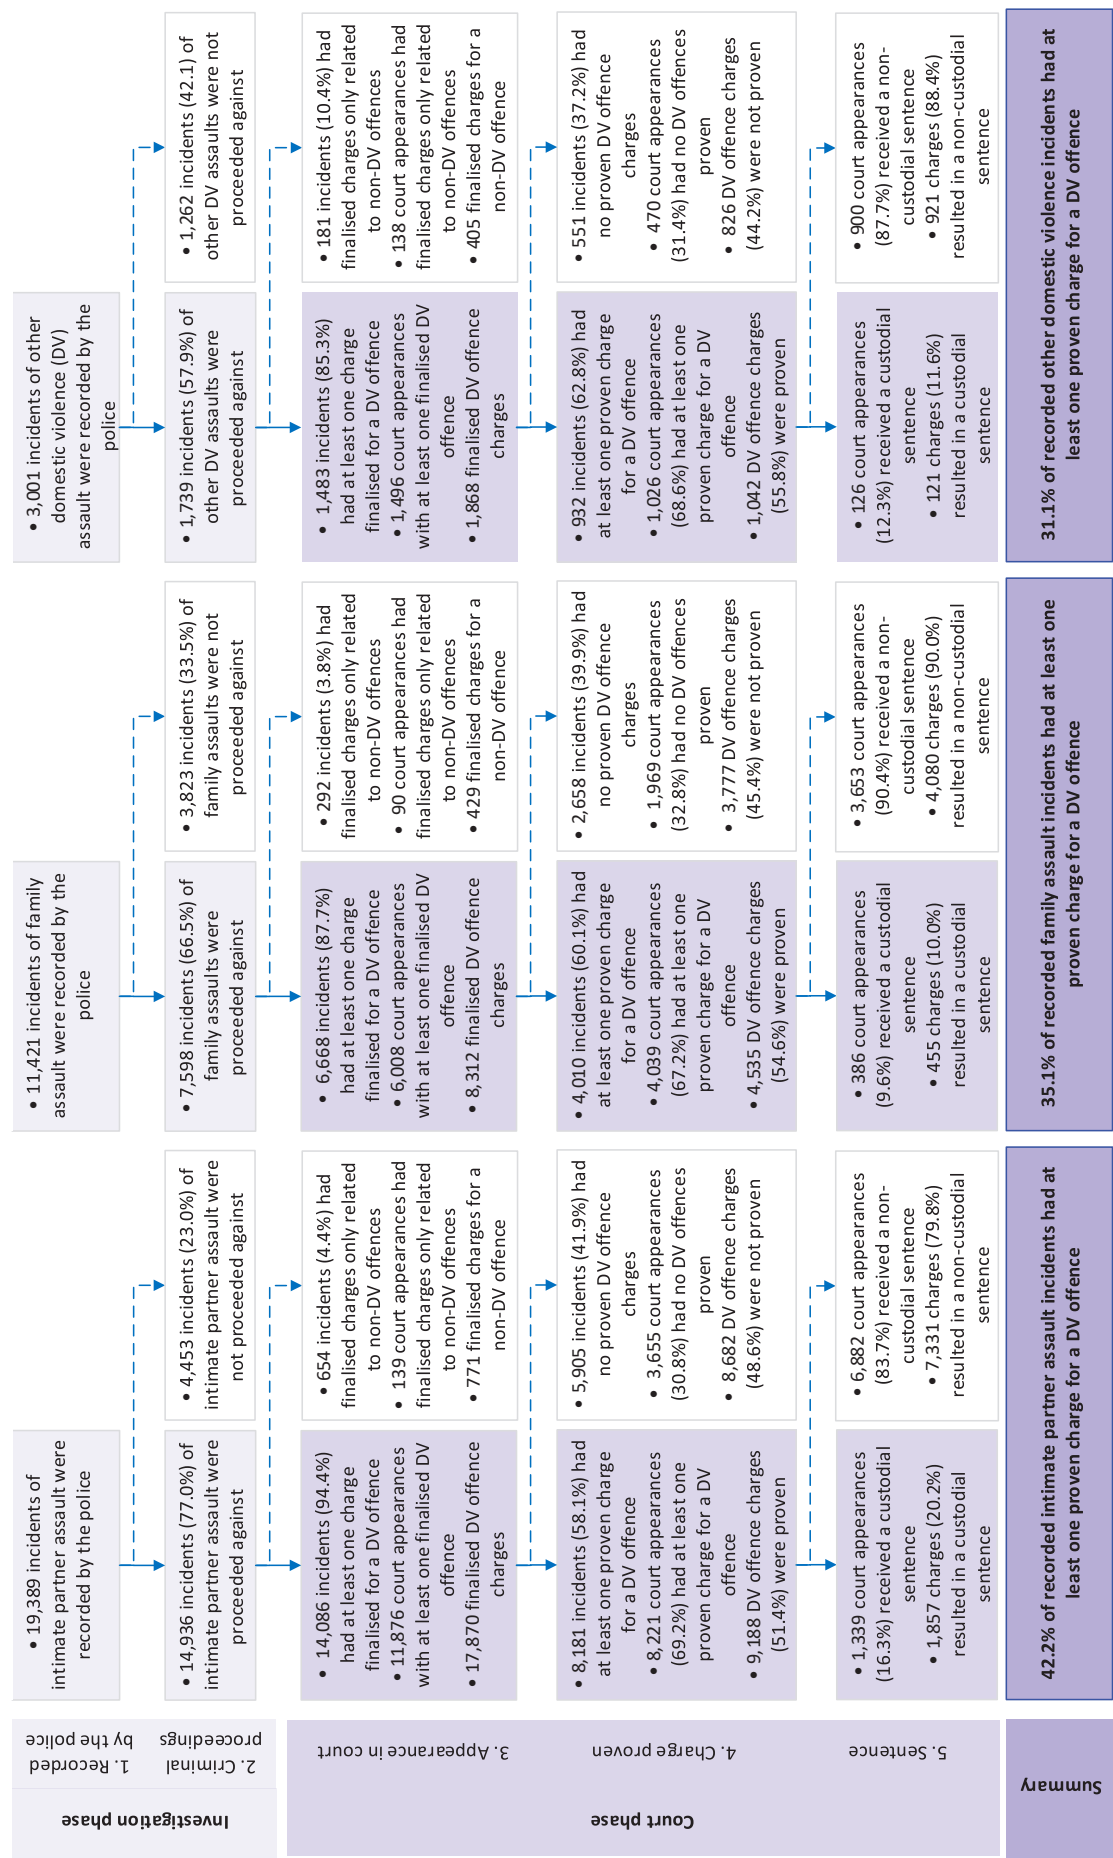 Investigation phase
1. Recorded
by the police
• 19,389 incidents of
intimate partner assault were
recorded by the police
• 11,421 incidents of family
assault were recorded by the
police
• 3,001 incidents of other
domestic violence (DV)
assault were recorded by the
police
2. Criminal
proceedings
• 14,936 incidents (77.0%) of
intimate partner assault were
proceeded against
• 4,453 incidents (23.0%) of
intimate partner assault were
not proceeded against
• 7,598 incidents (66.5%) of
family assaults were
proceeded against
• 3,823 incidents (33.5%) of
family assaults were not
proceeded against
• 1,739 incidents (57.9%) of
other DV assaults were
proceeded against
• 1,262 incidents (42.1) of
other DV assaults were not
proceeded against
Court phase
3. Appearance in court
• 14,086 incidents (94.4%)
had at least one charge
finalised for a DV offence
• 11,876 court appearances
with at least one finalised DV
offence
• 17,870 finalised DV offence
charges
• 654 incidents (4.4%) had
finalised charges only related
to non-DV offences
• 139 court appearances had
finalised charges only related
to non-DV offences
• 771 finalised charges for a
non-DV offence
• 6,668 incidents (87.7%)
had at least one charge
finalised for a DV offence
• 6,008 court appearances
with at least one finalised DV
offence
• 8,312 finalised DV offence
charges
• 292 incidents (3.8%) had
finalised charges only related
to non-DV offences
• 90 court appearances had
finalised charges only related
to non-DV offences
• 429 finalised charges for a
non-DV offence
• 1,483 incidents (85.3%)
had at least one charge
finalised for a DV offence
• 1,496 court appearances
with at least one finalised DV
offence
• 1,868 finalised DV offence
charges
• 181 incidents (10.4%) had
finalised charges only related
to non-DV offences
• 138 court appearances had
finalised charges only related
to non-DV offences
• 405 finalised charges for a
non-DV offence
4. Charge proven
• 8,181 incidents (58.1%) had
at least one proven charge
for a DV offence
• 8,221 court appearances
(69.2%) had at least one
proven charge for a DV
offence
• 9,188 DV offence charges
(51.4%) were proven
• 5,905 incidents (41.9%) had
no proven DV offence
charges
• 3,655 court appearances
(30.8%) had no DV offences
proven
• 8,682 DV offence charges
(48.6%) were not proven
• 4,010 incidents (60.1%) had
at least one proven charge
for a DV offence
• 4,039 court appearances
(67.2%) had at least one
proven charge for a DV
offence
• 4,535 DV offence charges
(54.6%) were proven
• 2,658 incidents (39.9%) had
no proven DV offence
charges
• 1,969 court appearances
(32.8%) had no DV offences
proven
• 3,777 DV offence charges
(45.4%) were not proven
• 932 incidents (62.8%) had
at least one proven charge
for a DV offence
• 1,026 court appearances
(68.6%) had at least one
proven charge for a DV
offence
• 1,042 DV offence charges
(55.8%) were proven
• 551 incidents (37.2%) had
no proven DV offence
charges
• 470 court appearances
(31.4%) had no DV offences
proven
• 826 DV offence charges
(44.2%) were not proven
5. Sentence
• 1,339 court appearances
(16.3%) received a custodial
sentence
• 1,857 charges (20.2%)
resulted in a custodial
sentence
• 6,882 court appearances
(83.7%) received a non-
custodial sentence
• 7,331 charges (79.8%)
resulted in a non-custodial
sentence
• 386 court appearances
(9.6%) received a custodial
sentence
• 455 charges (10.0%)
resulted in a custodial
sentence
• 3,653 court appearances
(90.4%) received a non-
custodial sentence
• 4,080 charges (90.0%)
resulted in a non-custodial
sentence
• 126 court appearances
(12.3%) received a custodial
sentence
• 121 charges (11.6%)
resulted in a custodial
sentence
• 900 court appearances
(87.7%) received a non-
custodial sentence
• 921 charges (88.4%)
resulted in a non-custodial
sentence
Summary
42.2% of recorded intimate partner assault incidents had at
least one proven charge for a DV offence
35.1% of recorded family assault incidents had at least one
proven charge for a DV offence
31.1% of recorded other domestic violence incidents had at
least one proven charge for a DV offence